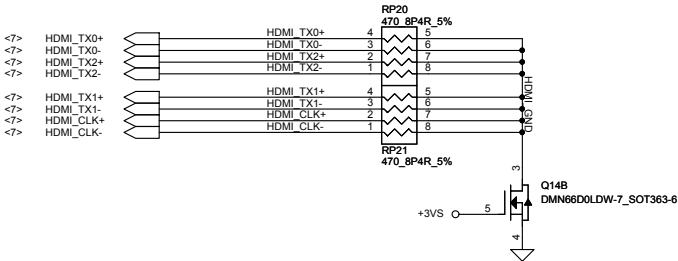 RP20
470_8P4R_5%
<7> HDMI_TX0+ HDMI_TX0+ 4 5
<7> HDMI_TX0- HDMI_TX0- 3 6
<7> HDMI_TX2+ HDMI_TX2+ 2 7
<7> HDMI_TX2- HDMI_TX2- 1 8
<7> HDMI_TX1+ HDMI_TX1+ 4 5
<7> HDMI_TX1- HDMI_TX1- 3 6
<7> HDMI_CLK+ HDMI_CLK+ 2 7
<7> HDMI_CLK- HDMI_CLK- 1 8
HDMI_GND
RP21
470_8P4R_5%
3
Q14B
DMN66D0LDW-7_SOT363-6
+3VS 5
4